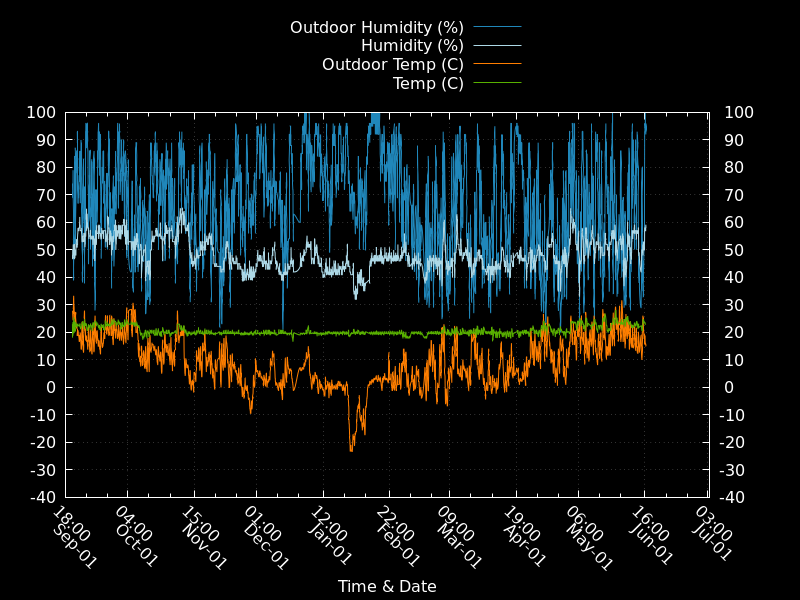 Outdoor Humidity (%)
Humidity (%)
Outdoor Temp (C)
Temp (C)
100 100
90 90
80 80
70 70
60 60
50 50
40 40
30 30
20 20
10 10
0 0
-10 -10
-20 -20
-30 -30
-40 -40
18:00 Sep-01
04:00 Oct-01
15:00 Nov-01
01:00 Dec-01
12:00 Jan-01
22:00 Feb-01
09:00 Mar-01
19:00 Apr-01
06:00 May-01
16:00 Jun-01
03:00 Jul-01
Time & Date